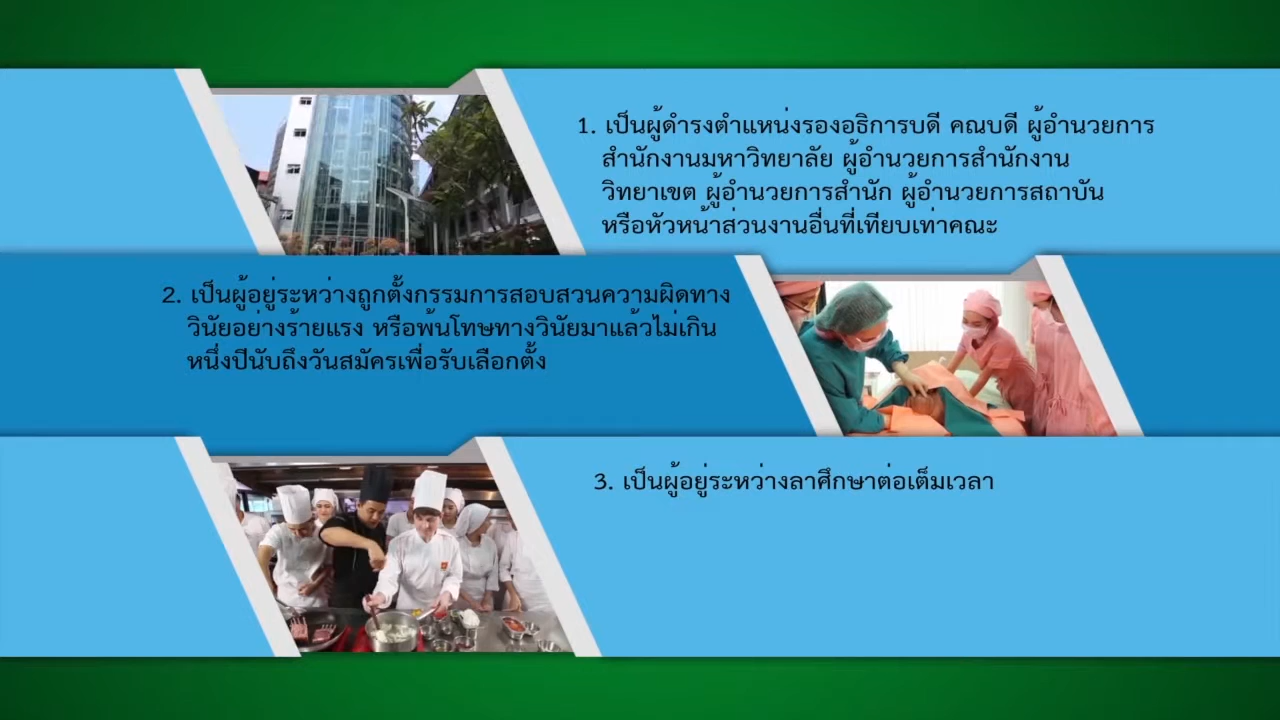 1. เป็นผู้ดำรงตำแหน่งรองอธิการบดี คณบดี ผู้อำนวยการ
สำนักงานมหาวิทยาลัย ผู้อำนวยการสำนักงาน
วิทยาเขต ผู้อำนวยการสำนัก ผู้อำนวยการสถาบัน
หรือหัวหน้าส่วนงานอื่นที่เทียบเท่าคณะ
2. เป็นผู้อยู่ระหว่างถูกตั้งกรรมการสอบสวนความผิดทาง
วินัยอย่างร้ายแรง หรือพ้นโทษทางวินัยมาแล้วไม่เกิน
หนึ่งปีนับถึงวันสมัครเพื่อรับเลือกตั้ง
3. เป็นผู้อยู่ระหว่างลาศึกษาต่อเต็มเวลา